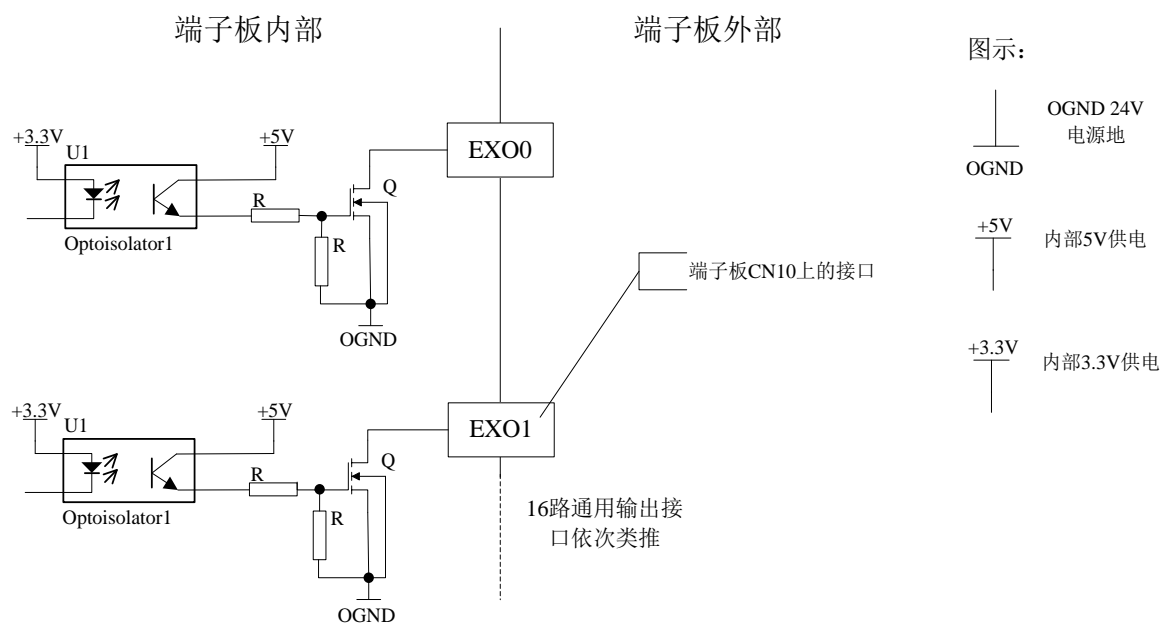 端子板内部
端子板外部
图示：
+3.3V
U1
+5V
Optoisolator1
R
R
Q
OGND
EXO0
OGND 24V
电源地
OGND
+5V
内部5V供电
端子板CN10上的接口
+3.3V
内部3.3V供电
+3.3V
U1
+5V
Optoisolator1
R
R
Q
OGND
EXO1
16路通用输出接
口依次类推